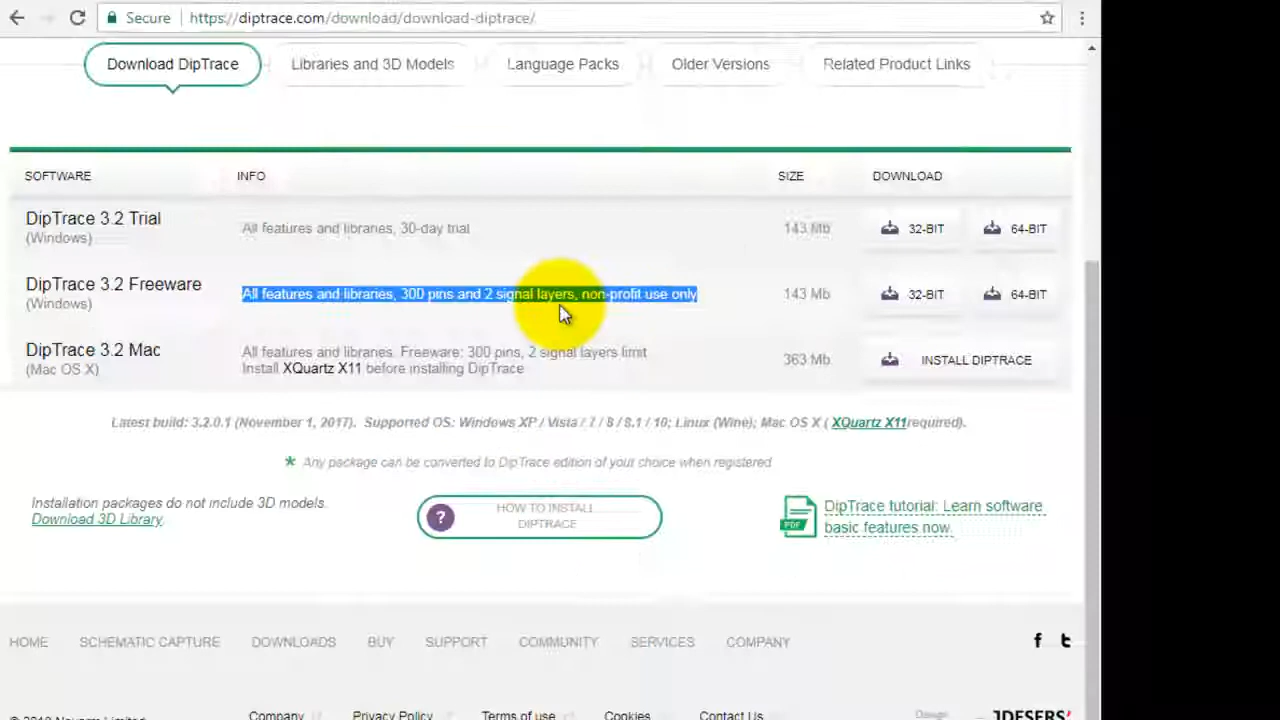 Secure https://diptrace.com/download/download-diptrace/
Download DipTrace Libraries and 3D Models Language Packs Older Versions Related Product Links
SOFTWARE INFO SIZE DOWNLOAD
DipTrace 3.2 Trial
(Windows)
All features and libraries, 30-day trial 143 Mb 32-BIT 64-BIT
DipTrace 3.2 Freeware
(Windows)
All features and libraries, 300 pins and 2 signal layers, non-profit use only 143 Mb 32-BIT 64-BIT
DipTrace 3.2 Mac
(Mac OS X)
All features and libraries. Freeware: 300 pins, 2 signal layers limit
Install XQuartz X11 before installing DipTrace
363 Mb INSTALL DIPTRACE
Latest build: 3.2.0.1 (November 1, 2017). Supported OS: Windows XP / Vista / 7 / 8 / 8.1 / 10; Linux (Wine); Mac OS X ( XQuartz X11required).
* Any package can be converted to DipTrace edition of your choice when registered
Installation packages do not include 3D models.
Download 3D Library.
? HOW TO INSTALL
DIPTRACE
PDF
DipTrace tutorial: Learn software
basic features now.
HOME SCHEMATIC CAPTURE DOWNLOADS BUY SUPPORT COMMUNITY SERVICES COMPANY
Company Privacy Policy Terms of use Cookies Contact Us Design